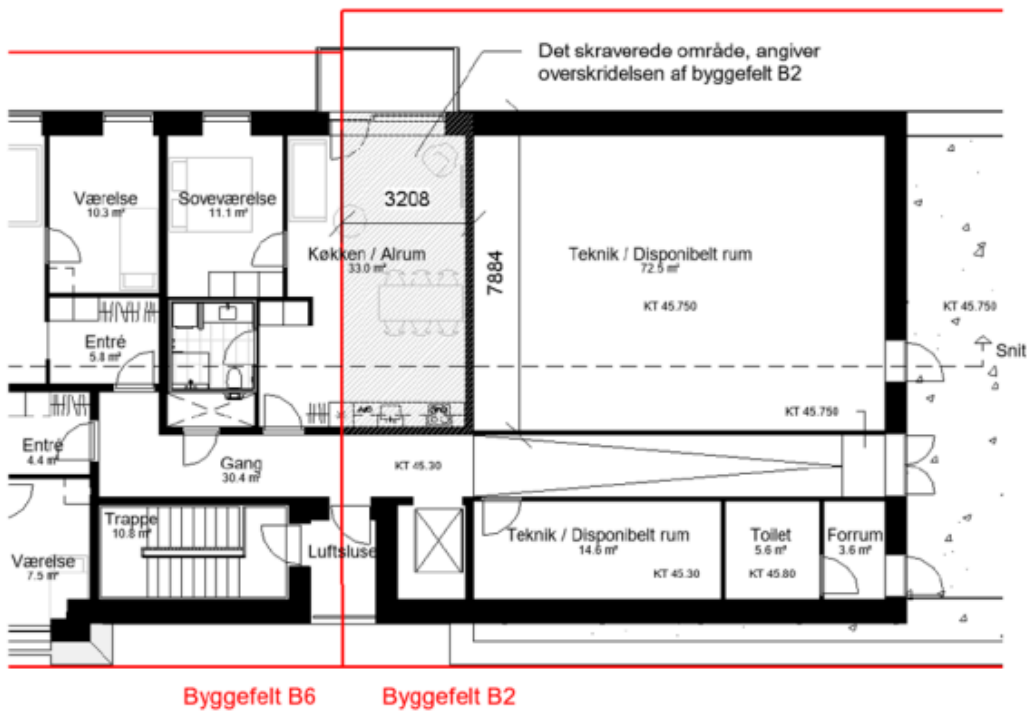 Det skraverede område, angiver
overskridelsen af byggefelt B2
Værelse
10.3 m²
Soveværelse
11.1 m²
3208
Køkken / Alrum
33.0 m²
7884
Teknik / Disponibelt rum
72.5 m²
KT 45.750
KT 45.750
Entré
5.8 m²
Snit
KT 45.750
Entré
4.4 m²
Gang
30.4 m²
KT 45.30
Trappe
10.8 m²
Luftsluse
Teknik / Disponibelt rum
14.6 m²
KT 45.30
Toilet
5.6 m²
KT 45.80
Forrum
3.6 m²
Værelse
7.5 m²
Byggefelt B6
Byggefelt B2